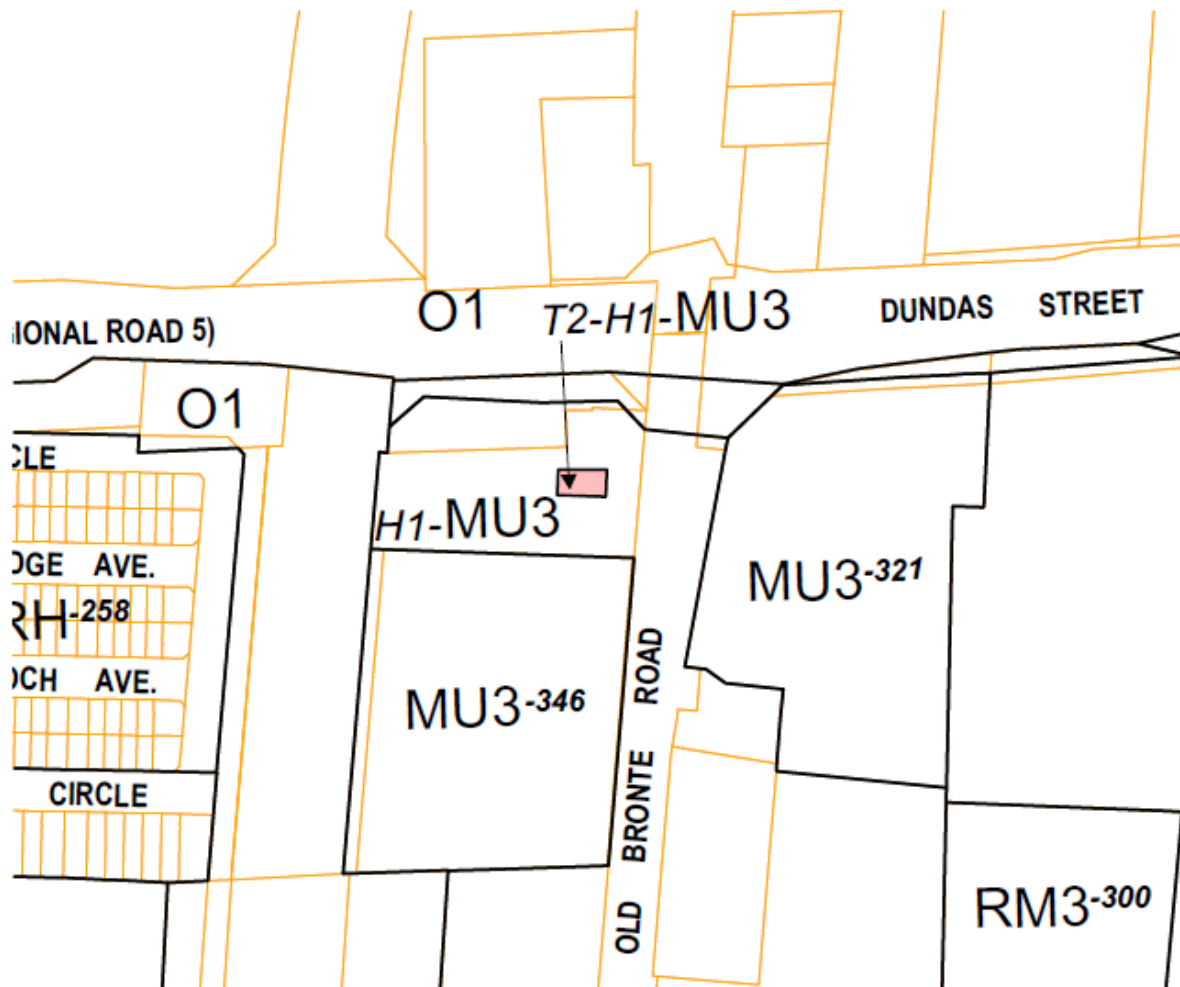 O1
T2-H1-MU3
DUNDAS STREET
GIONAL ROAD 5)
O1
CLE
H1-MU3
DGE AVE.
MU3-321
RH-258
OCH AVE.
MU3-346
OLD BRONTE ROAD
CIRCLE
RM3-300